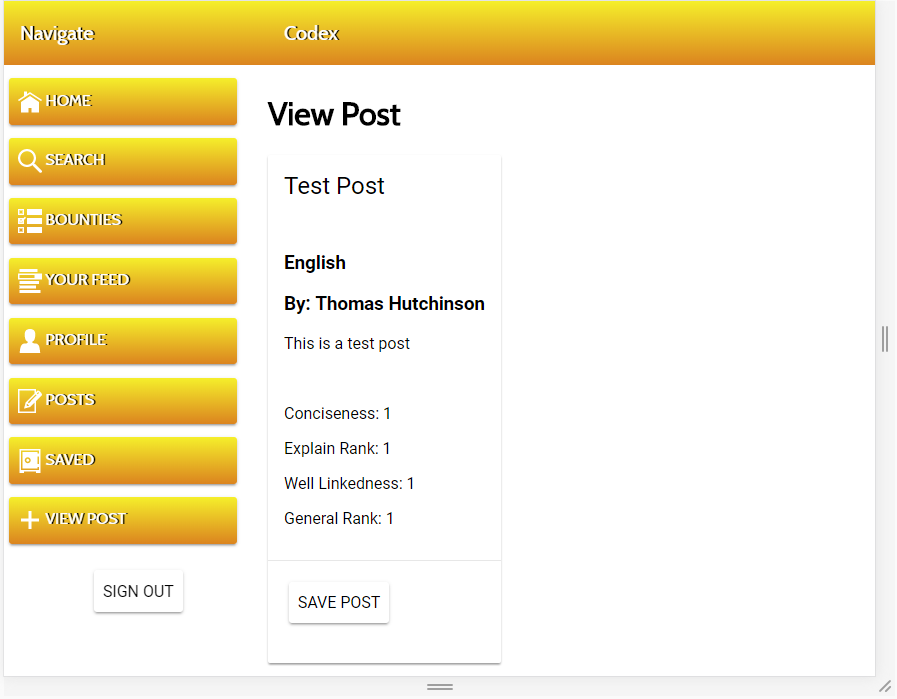 Navigate
Codex
HOME
SEARCH
BOUNTIES
YOUR FEED
PROFILE
POSTS
SAVED
VIEW POST
SIGN OUT
View Post
Test Post
English
By: Thomas Hutchinson
This is a test post
Conciseness: 1
Explain Rank: 1
Well Linkedness: 1
General Rank: 1
SAVE POST